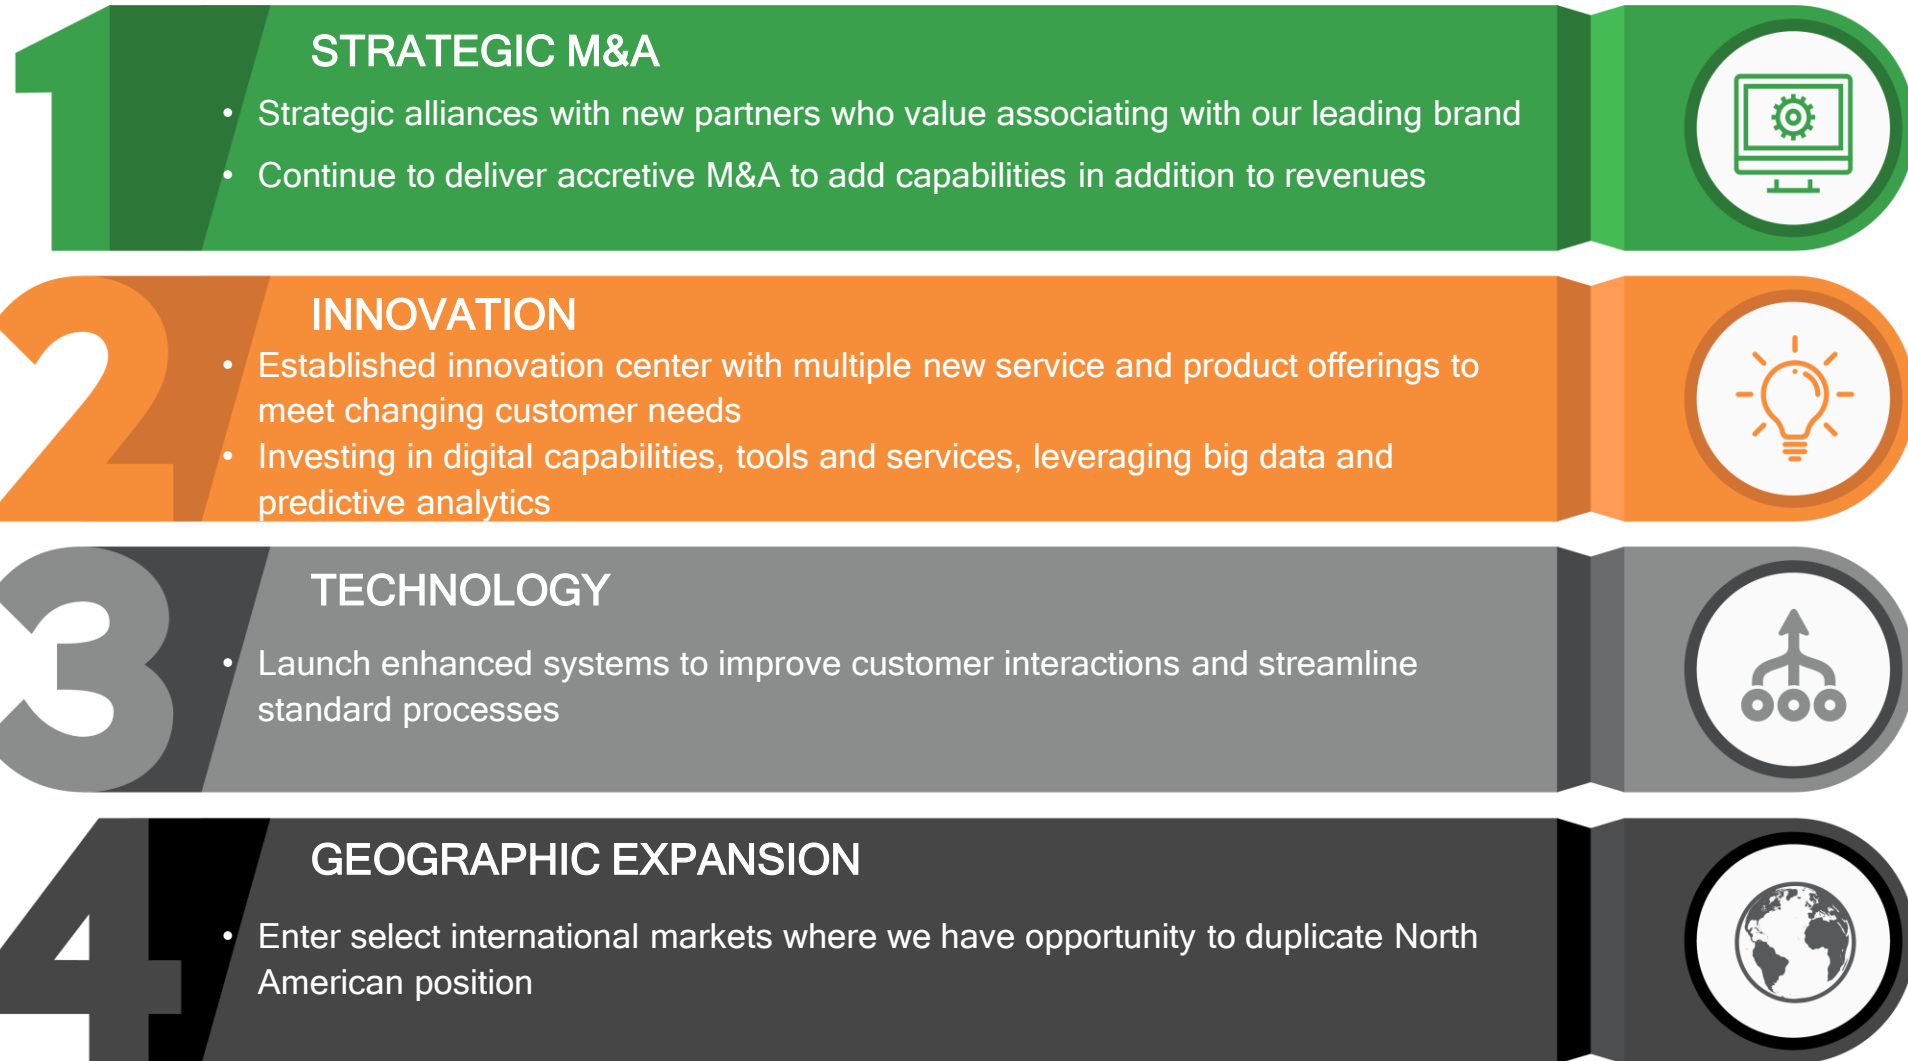 1
STRATEGIC M&A
• Strategic alliances with new partners who value associating with our leading brand
• Continue to deliver accretive M&A to add capabilities in addition to revenues
2
INNOVATION
• Established innovation center with multiple new service and product offerings to
meet changing customer needs
• Investing in digital capabilities, tools and services, leveraging big data and
predictive analytics
3
TECHNOLOGY
• Launch enhanced systems to improve customer interactions and streamline
standard processes
4
GEOGRAPHIC EXPANSION
• Enter select international markets where we have opportunity to duplicate North
American position